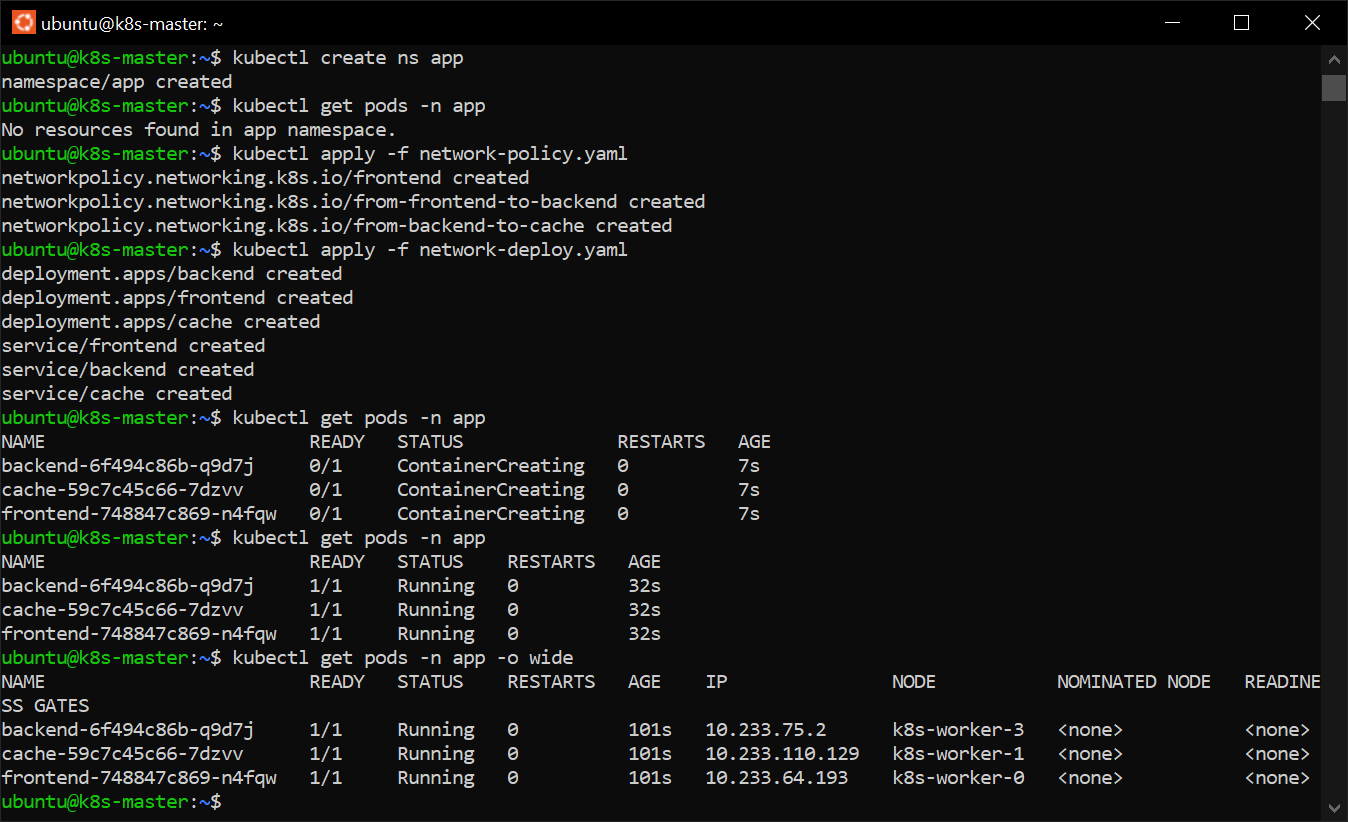 ubuntu@k8s-master: ~
ubuntu@k8s-master:~$ kubectl create ns app
namespace/app created
ubuntu@k8s-master:~$ kubectl get pods -n app
No resources found in app namespace.
ubuntu@k8s-master:~$ kubectl apply -f network-policy.yaml
networkpolicy.networking.k8s.io/frontend created
networkpolicy.networking.k8s.io/from-frontend-to-backend created
networkpolicy.networking.k8s.io/from-backend-to-cache created
ubuntu@k8s-master:~$ kubectl apply -f network-deploy.yaml
deployment.apps/backend created
deployment.apps/frontend created
deployment.apps/cache created
service/frontend created
service/backend created
service/cache created
ubuntu@k8s-master:~$ kubectl get pods -n app
NAME                        READY   STATUS              RESTARTS   AGE
backend-6f494c86b-q9d7j     0/1     ContainerCreating   0          7s
cache-59c7c45c66-7dzvv      0/1     ContainerCreating   0          7s
frontend-748847c869-n4fqw   0/1     ContainerCreating   0          7s
ubuntu@k8s-master:~$ kubectl get pods -n app
NAME                        READY   STATUS    RESTARTS   AGE
backend-6f494c86b-q9d7j     1/1     Running   0          32s
cache-59c7c45c66-7dzvv      1/1     Running   0          32s
frontend-748847c869-n4fqw   1/1     Running   0          32s
ubuntu@k8s-master:~$ kubectl get pods -n app -o wide
NAME                        READY   STATUS    RESTARTS   AGE    IP               NODE           NOMINATED NODE   READINE
SS GATES
backend-6f494c86b-q9d7j     1/1     Running   0          101s   10.233.75.2      k8s-worker-3   <none>           <none>
cache-59c7c45c66-7dzvv      1/1     Running   0          101s   10.233.110.129   k8s-worker-1   <none>           <none>
frontend-748847c869-n4fqw   1/1     Running   0          101s   10.233.64.193    k8s-worker-0   <none>           <none>
ubuntu@k8s-master:~$